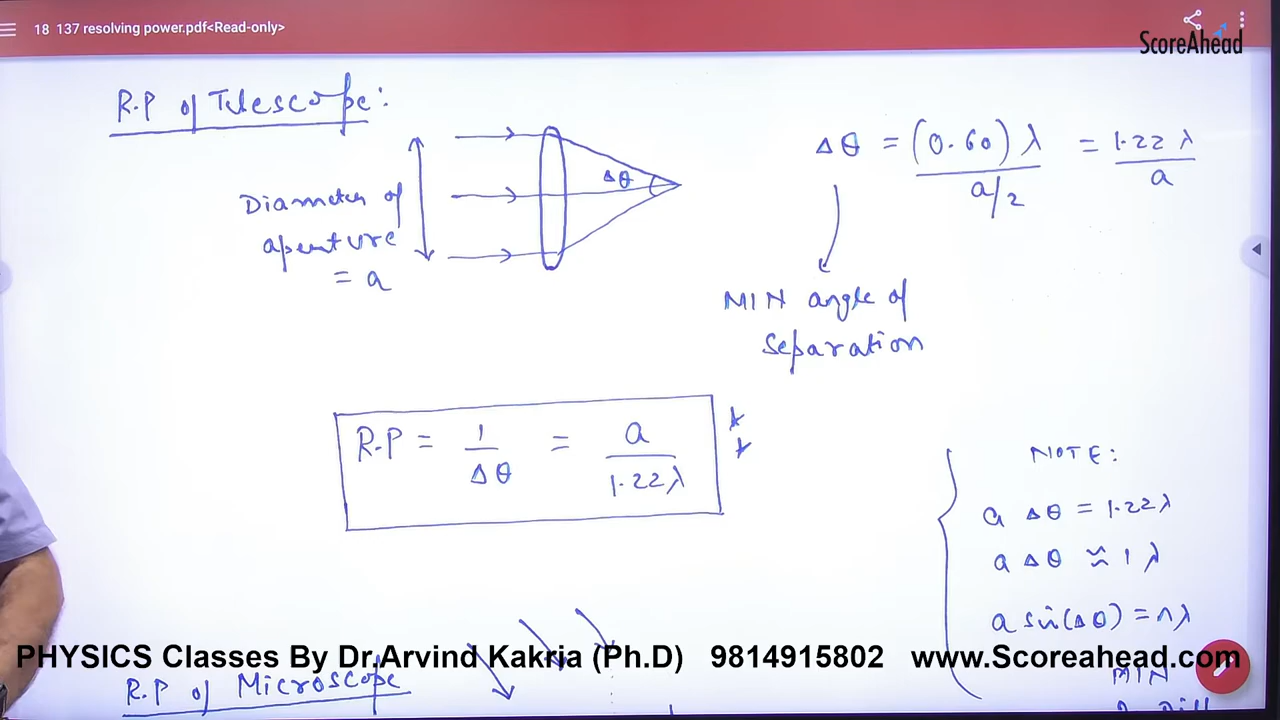 18 137 resolving power.pdf<Read-only>
ScoreAhead
R.P of Telescope:
Diameter of
aperture
= a
Δθ
Δθ = (0.60) λ / a/2 = 1.22 λ / a
MIN angle of
separation
R.P = 1 / Δθ = a / 1.22λ
NOTE:
a Δθ = 1.22λ
a Δθ ≈ 1 λ
a sin(Δθ) = nλ
MIN
PHYSICS Classes By Dr.Arvind Kakria (Ph.D) 9814915802 www.Scoreahead.com
R.P of Microscope